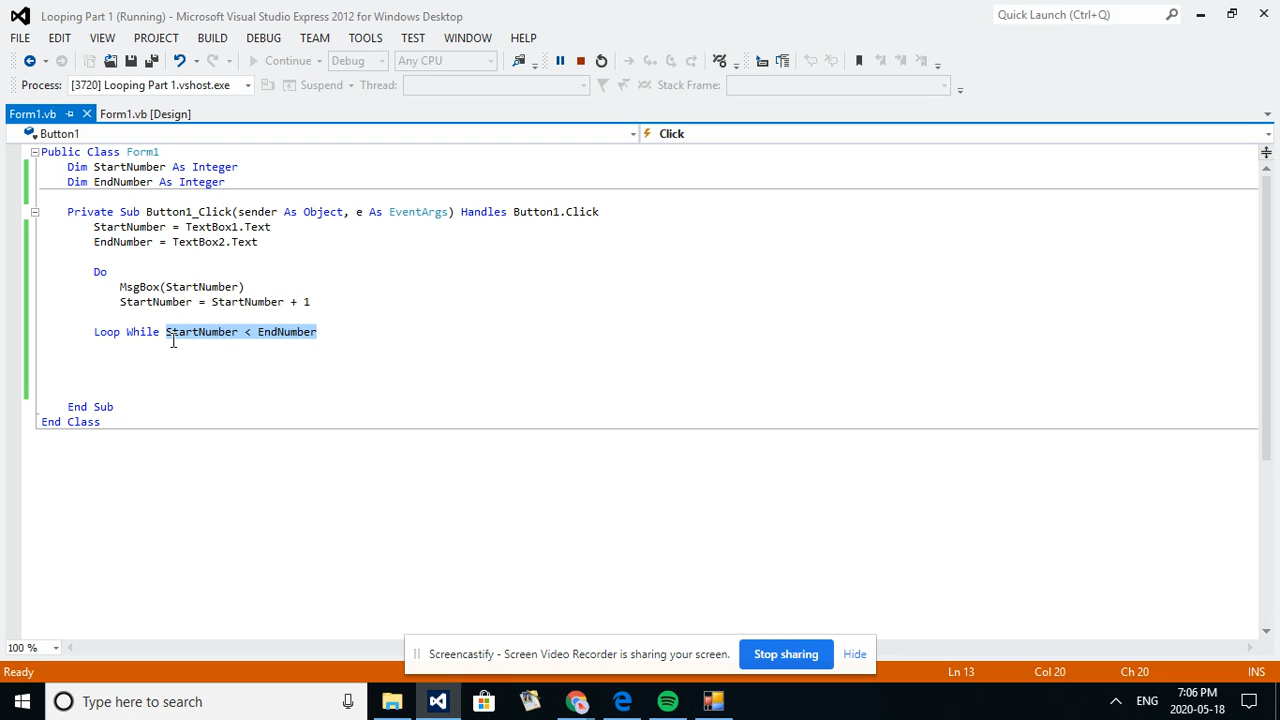 Looping Part 1 (Running) - Microsoft Visual Studio Express 2012 for Windows Desktop
Quick Launch (Ctrl+Q)
FILE EDIT VIEW PROJECT BUILD DEBUG TEAM TOOLS TEST WINDOW HELP
Continue Debug Any CPU
Process: [3720] Looping Part 1.vshost.exe Suspend Thread: Stack Frame:
Form1.vb Form1.vb [Design]
Button1 Click
Public Class Form1
Dim StartNumber As Integer
Dim EndNumber As Integer
Private Sub Button1_Click(sender As Object, e As EventArgs) Handles Button1.Click
StartNumber = TextBox1.Text
EndNumber = TextBox2.Text
Do
MsgBox(StartNumber)
StartNumber = StartNumber + 1
Loop While StartNumber < EndNumber
End Sub
End Class
100 %
Screencastify - Screen Video Recorder is sharing your screen. Stop sharing Hide
Ready Ln 13 Col 20 Ch 20 INS
Type here to search ENG 7:06 PM
2020-05-18